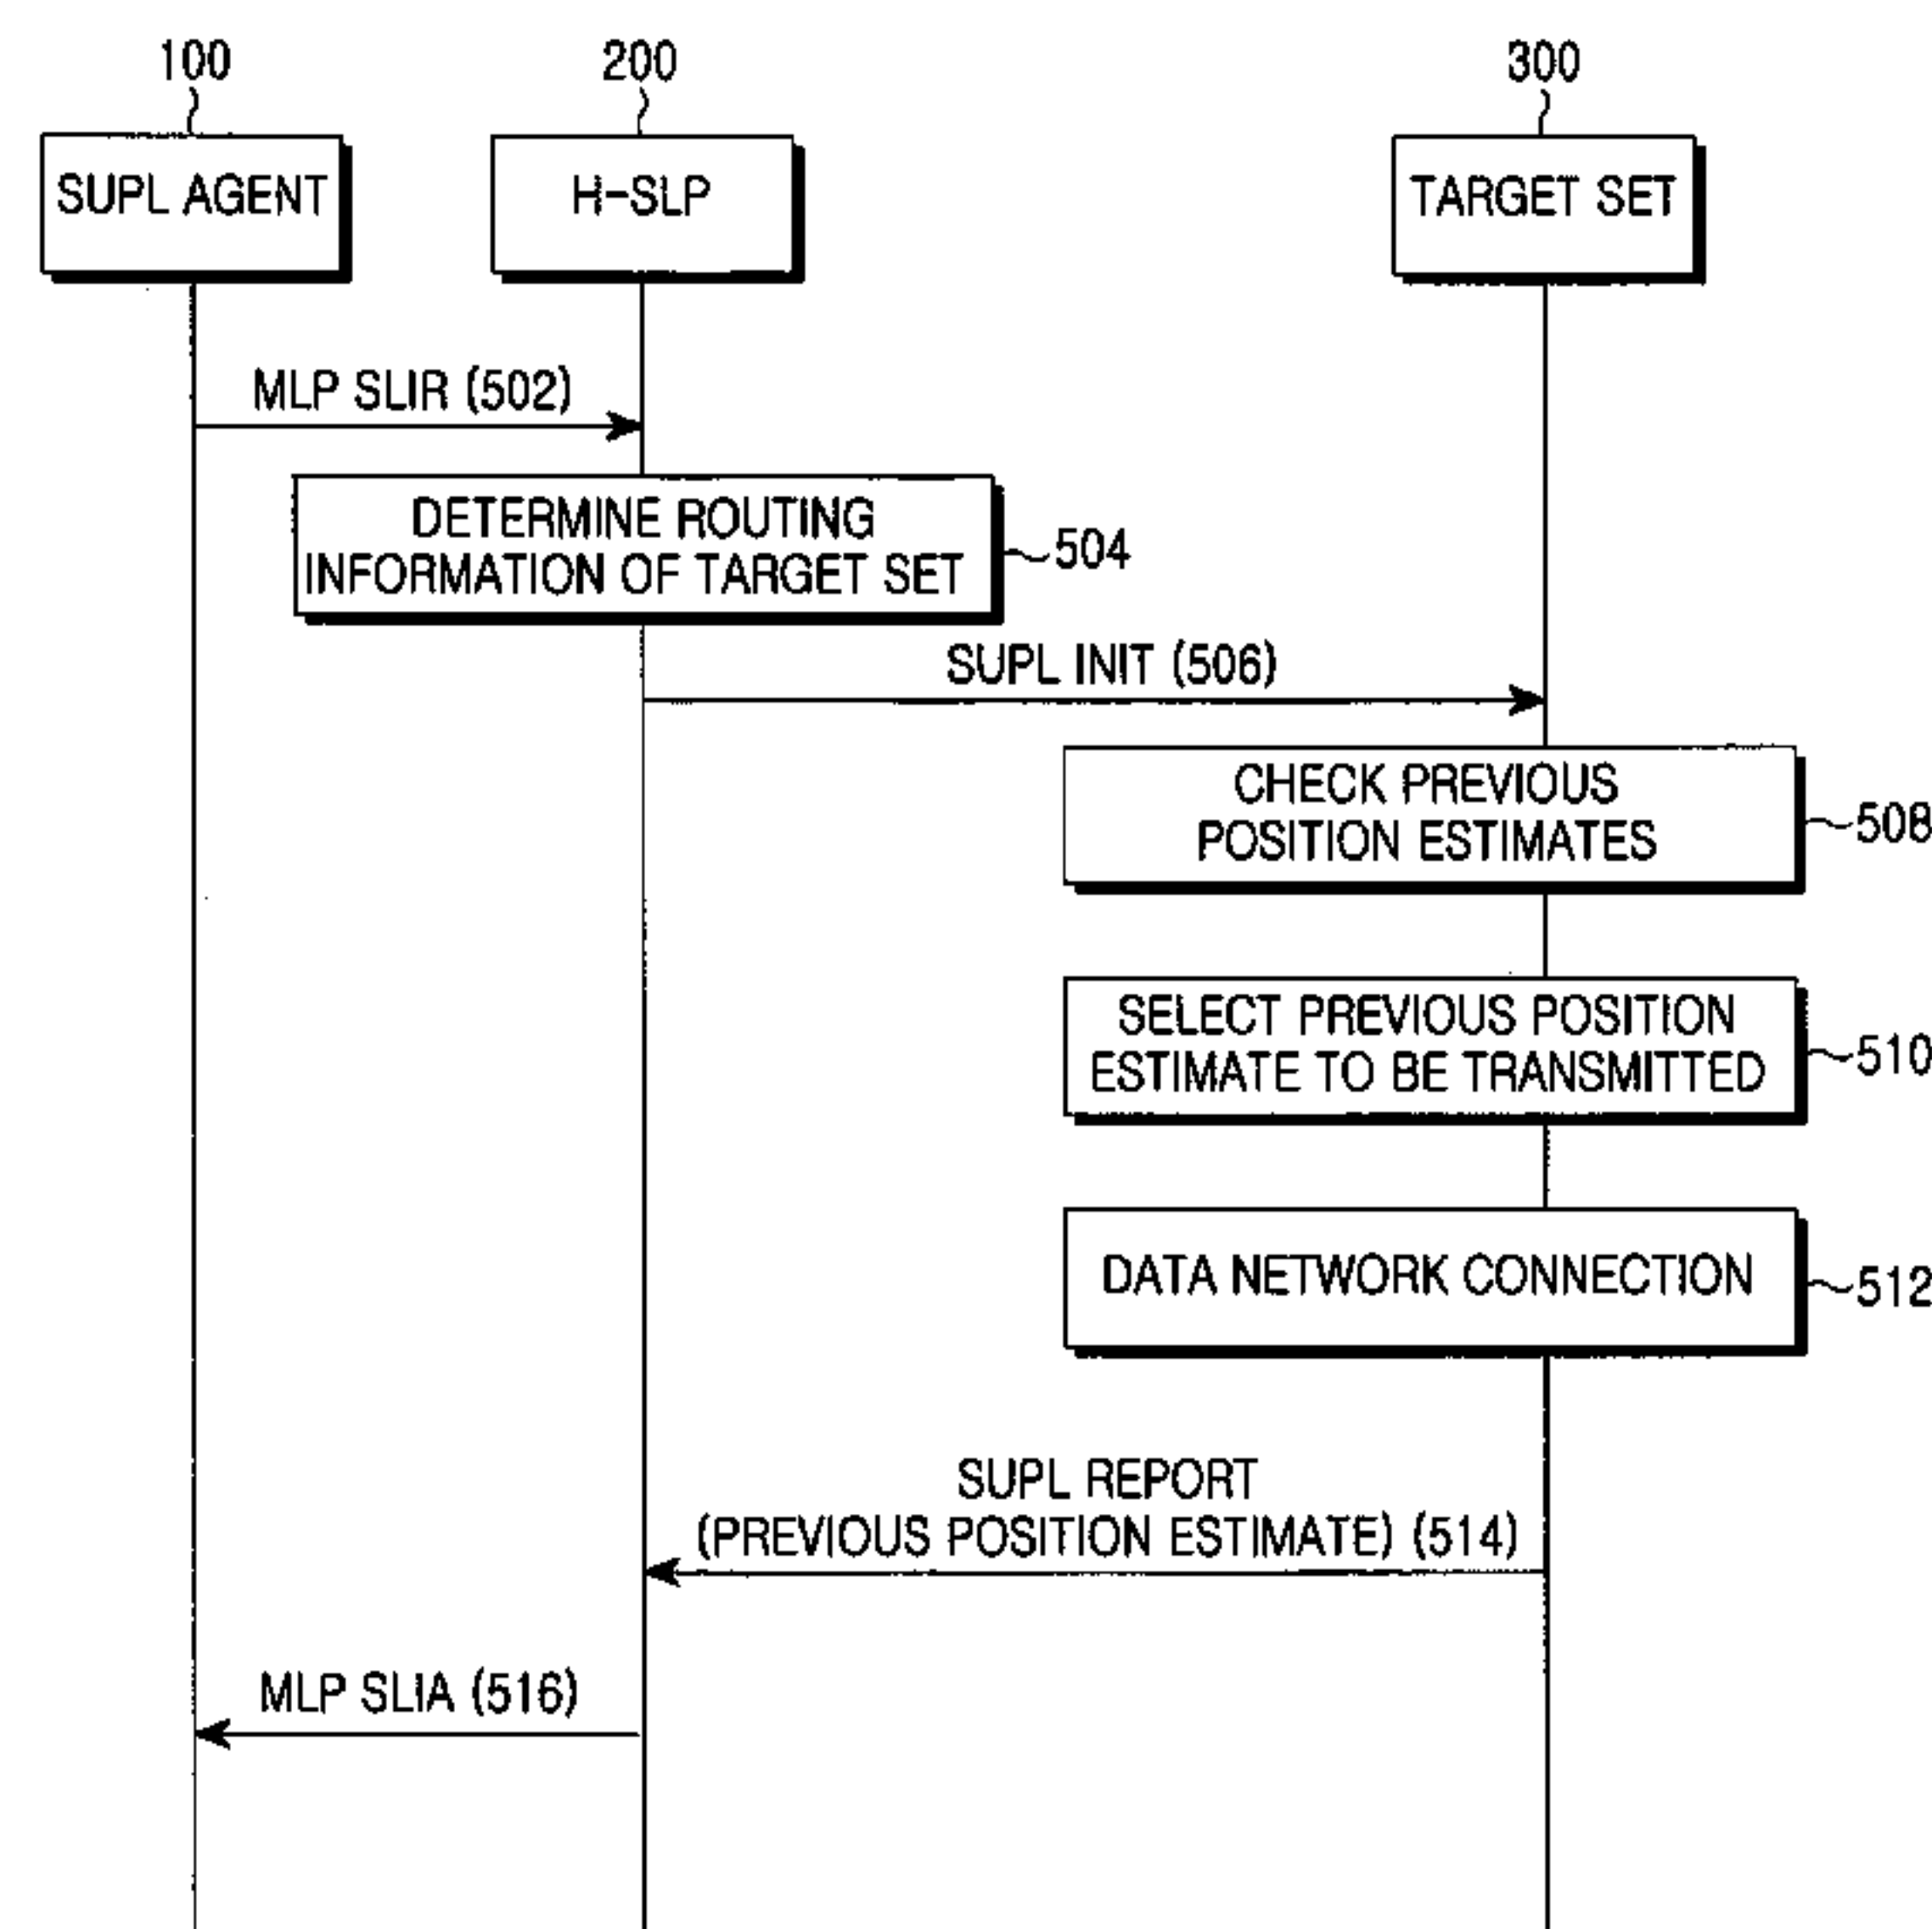 100
200
300
SUPL AGENT
H-SLP
TARGET SET
MLP SLIR (502)
DETERMINE ROUTING
INFORMATION OF TARGET SET
504
SUPL INIT (506)
CHECK PREVIOUS
POSITION ESTIMATES
508
SELECT PREVIOUS POSITION
ESTIMATE TO BE TRANSMITTED
510
DATA NETWORK CONNECTION
512
SUPL REPORT
(PREVIOUS POSITION ESTIMATE) (514)
MLP SLIA (516)